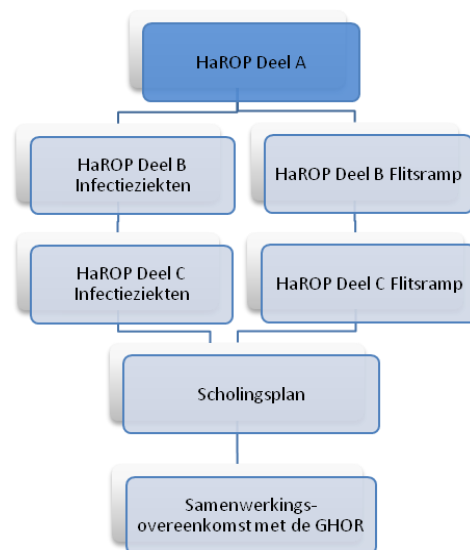 HaROP Deel A
HaROP Deel B
Infectieziekten
HaROP Deel B Flitsramp
HaROP Deel C
Infectieziekten
HaROP Deel C Flitsramp
Scholingsplan
Samenwerkings-
overeenkomst met de GHOR